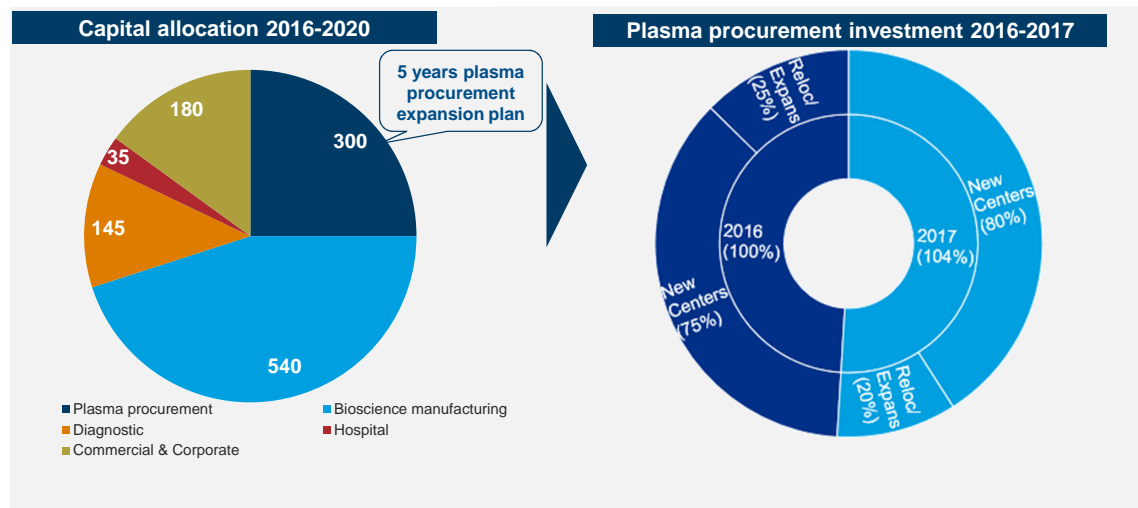 Capital allocation 2016-2020
5 years plasma
procurement
expansion plan
180
300
35
145
540
Plasma procurement
Bioscience manufacturing
Diagnostic
Hospital
Commercial & Corporate
Plasma procurement investment 2016-2017
Reloc/
Expans
(25%)
New
Centers
(80%)
2016
(100%)
2017
(104%)
New
Centers
(75%)
Reloc/
Expans
(20%)